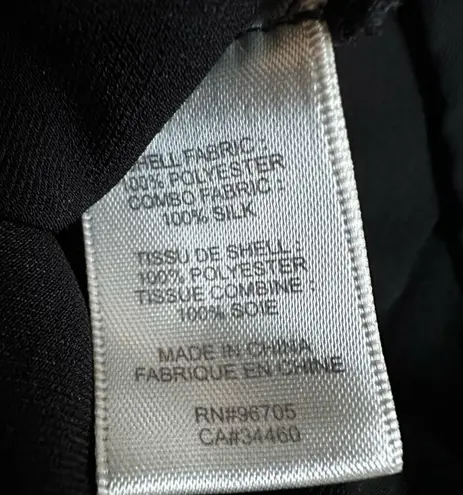 SHELL FABRIC :
100% POLYESTER
COMBO FABRIC :
100% SILK
TISSU DE SHELL :
100% POLYESTER
TISSUE COMBINE :
100% SOIE
MADE IN CHINA
FABRIQUE EN CHINE
RN#96705
CA#34460